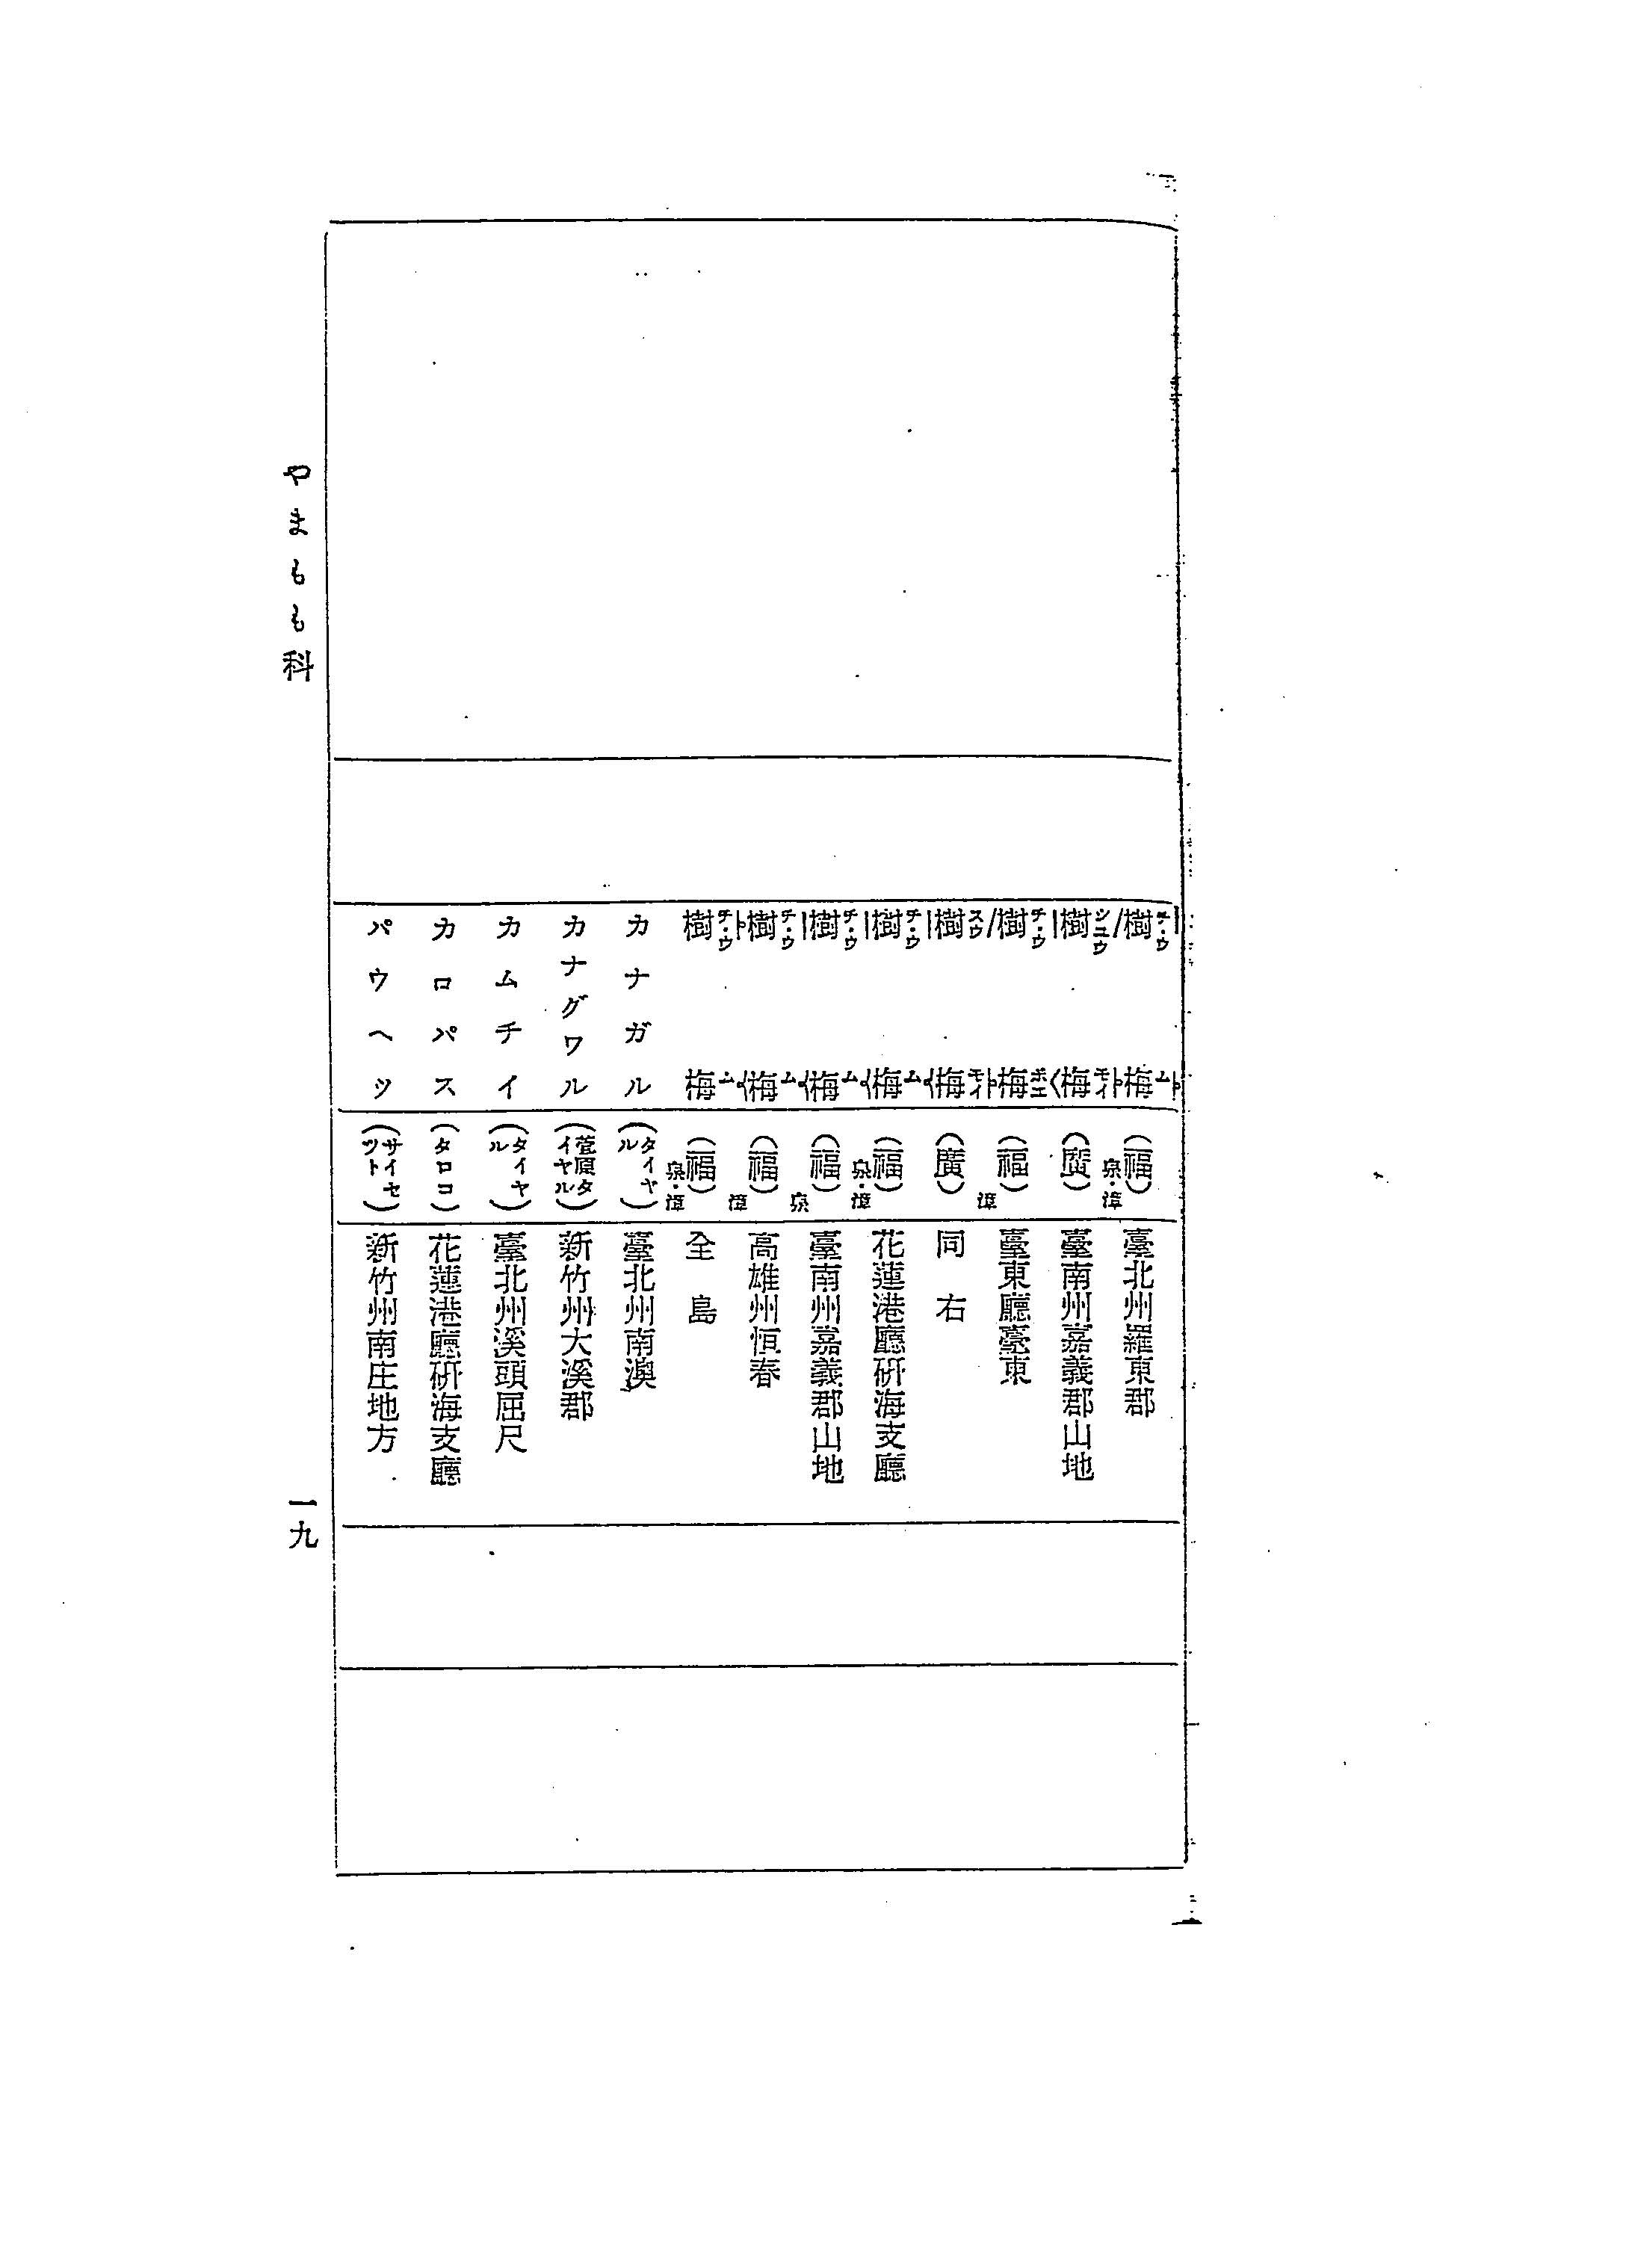 樹梅 (福) 泉・漳 臺北州羅東郡
樹梅 (廣) 臺南州嘉義郡山地
樹梅 (福) 漳 臺東廳臺東
樹梅 (廣) 同右
樹梅 (福) 泉・漳 花蓮港廳研海支廳
樹梅 (福) 泉 臺南州嘉義郡山地
樹梅 (福) 漳 高雄州恒春
樹梅 (福) 泉・漳 全島
カナガル (タイヤル) 臺北州南澳
カナグワル (萱原タイヤル) 新竹州大溪郡
カムチイ (タイヤル) 臺北州溪頭屈尺
カロパス (タロコ) 花蓮港廳研海支廳
パウヘツ (サイセツト) 新竹州南庄地方
やまもも科
一九